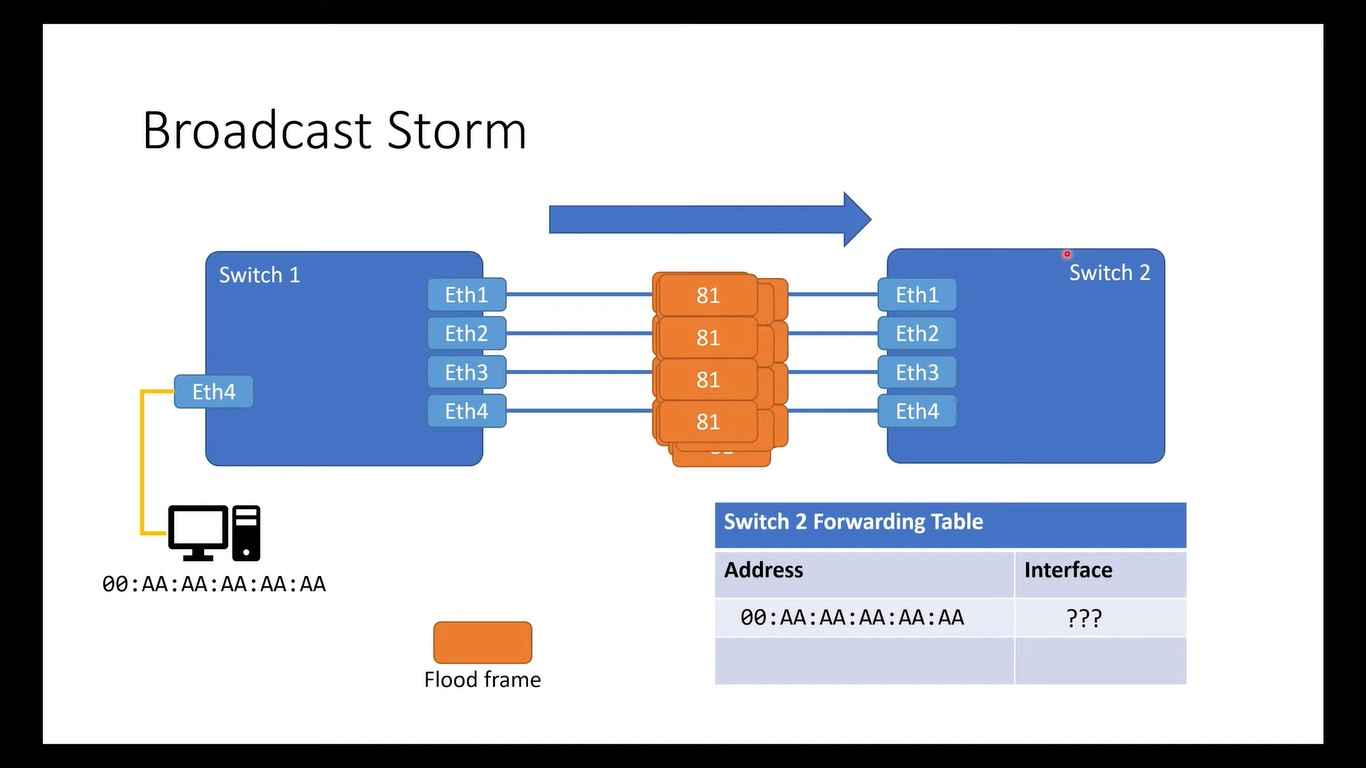 Broadcast Storm
Switch 1
Switch 2
Eth1
81
Eth1
Eth2
81
Eth2
Eth3
81
Eth3
Eth4
Eth4
81
Eth4
00:AA:AA:AA:AA:AA
Flood frame
Switch 2 Forwarding Table
Address
Interface
00:AA:AA:AA:AA:AA
???